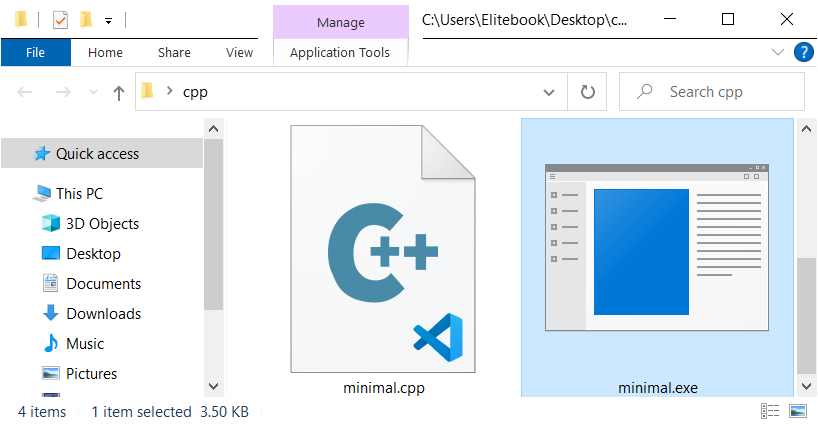 Manage
C:\Users\Elitebook\Desktop\c...
File
Home
Share
View
Application Tools
?
cpp
Search cpp
Quick access
This PC
3D Objects
Desktop
Documents
Downloads
Music
Pictures
C++
minimal.cpp
minimal.exe
4 items
1 item selected 3.50 KB